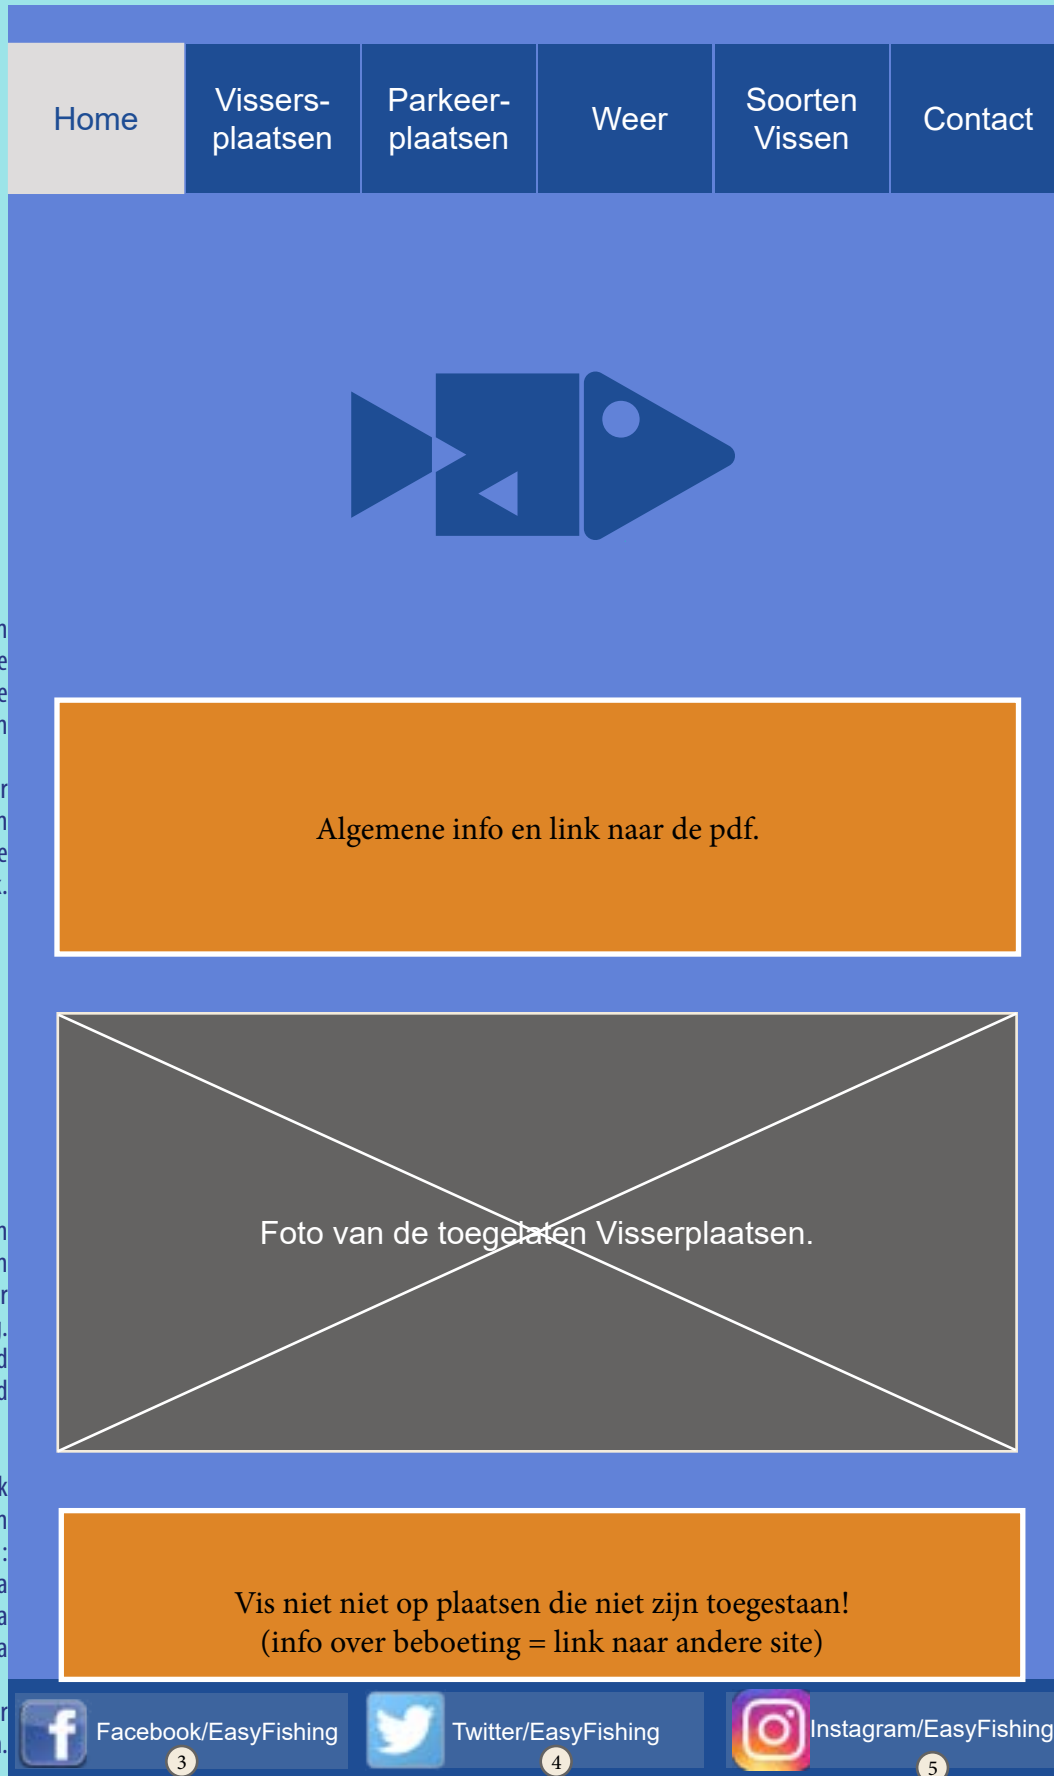 Home
Vissers-
plaatsen
Parkeer-
plaatsen
Weer
Soorten
Vissen
Contact
Algemene info en link naar de pdf.
Foto van de toegelaten Visserplaatsen.
Vis niet niet op plaatsen die niet zijn toegestaan!
(info over beboeting = link naar andere site)
Facebook/EasyFishing
3
Twitter/EasyFishing
4
Instagram/EasyFishing
5